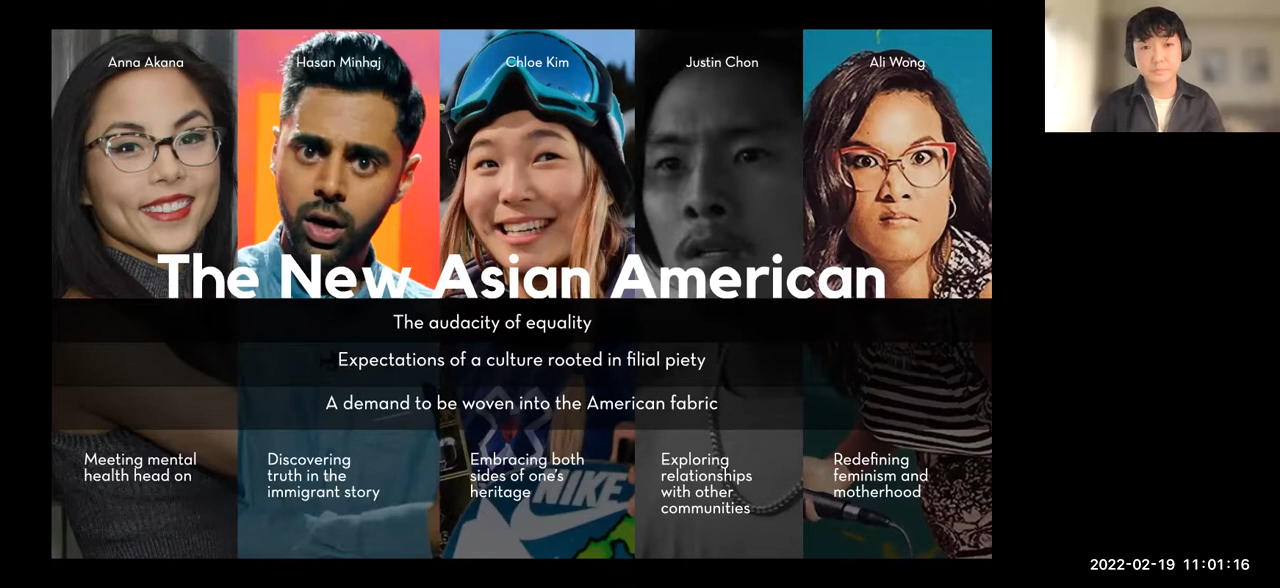 Anna Akana
Hasan Minhaj
Chloe Kim
Justin Chon
Ali Wong
The New Asian American
The audacity of equality
Expectations of a culture rooted in filial piety
A demand to be woven into the American fabric
Meeting mental
health head on
Discovering
truth in the
immigrant story
Embracing both
sides of one's
heritage
Exploring
relationships
with other
communities
Redefining
feminism and
motherhood
NIKE
2022-02-19 11:01:16